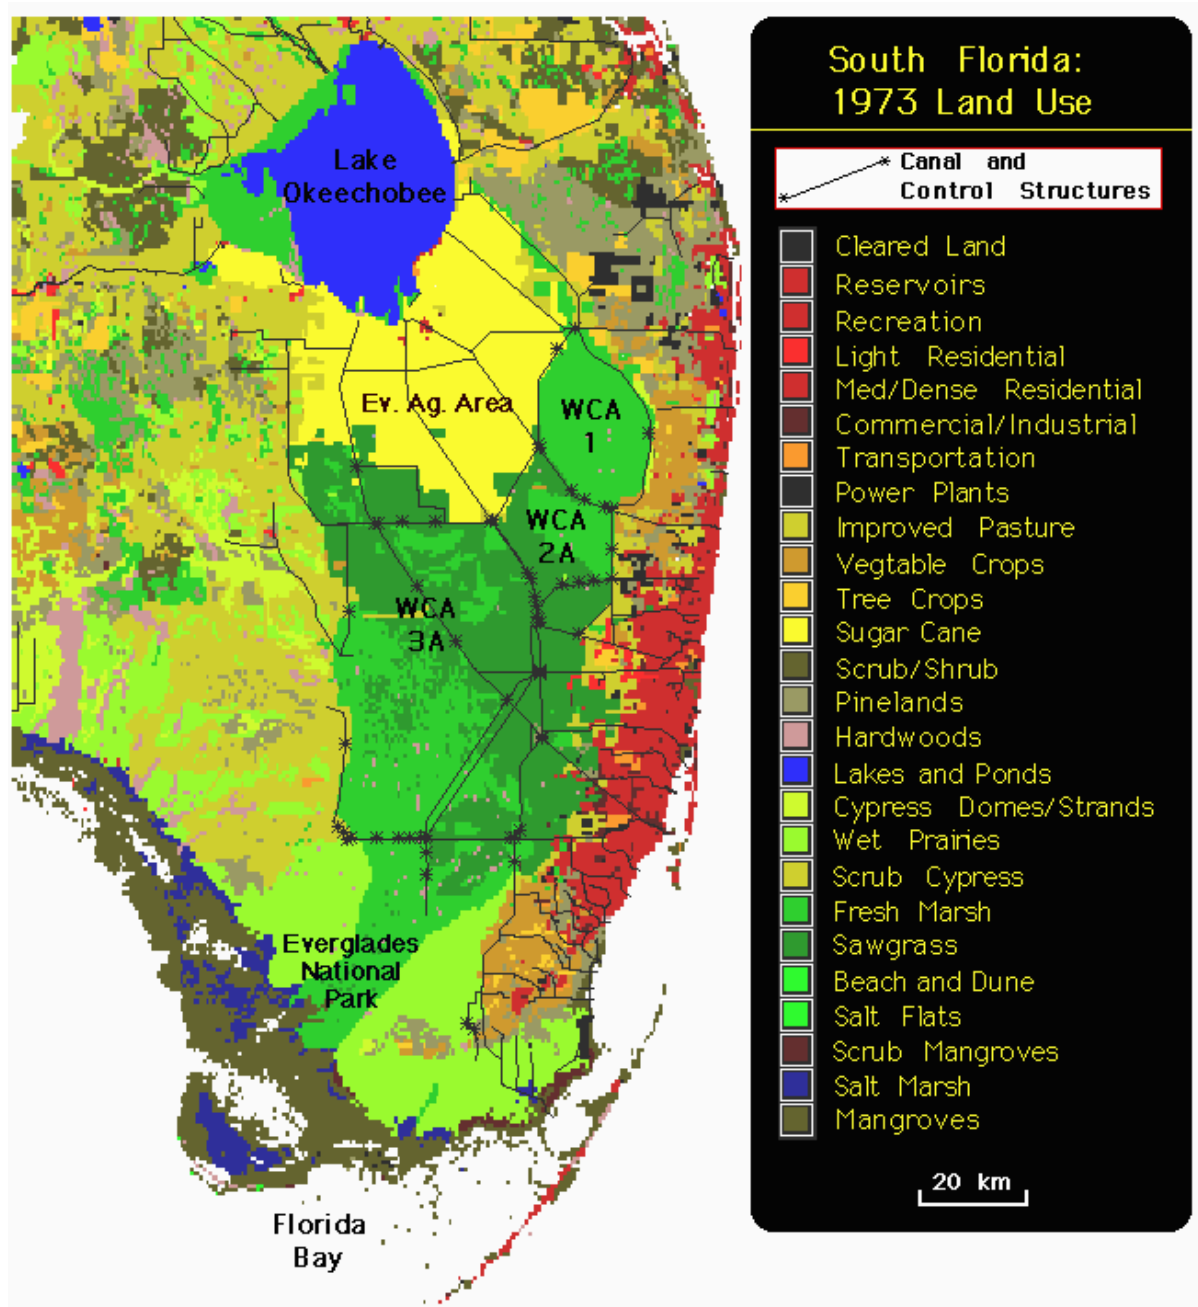 Lake
Okeechobee
Ev. Ag. Area
WCA
1
WCA
2A
WCA
3A
Everglades
National
Park
Florida
Bay
South Florida:
1973 Land Use
Canal and
Control Structures
Cleared Land
Reservoirs
Recreation
Light Residential
Med/Dense Residential
Commercial/Industrial
Transportation
Power Plants
Improved Pasture
Vegtable Crops
Tree Crops
Sugar Cane
Scrub/Shrub
Pinelands
Hardwoods
Lakes and Ponds
Cypress Domes/Strands
Wet Prairies
Scrub Cypress
Fresh Marsh
Sawgrass
Beach and Dune
Salt Flats
Scrub Mangroves
Salt Marsh
Mangroves
20 km